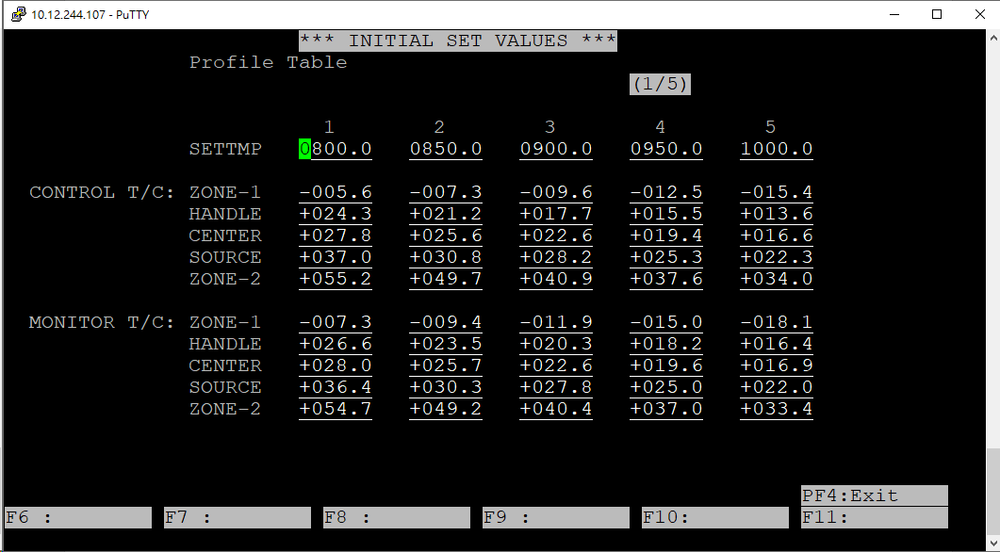 10.12.244.107 - PuTTY
*** INITIAL SET VALUES ***
Profile Table
(1/5)
1 2 3 4 5
SETTMP 0800.0 0850.0 0900.0 0950.0 1000.0
CONTROL T/C: ZONE-1 -005.6 -007.3 -009.6 -012.5 -015.4
HANDLE +024.3 +021.2 +017.7 +015.5 +013.6
CENTER +027.8 +025.6 +022.6 +019.4 +016.6
SOURCE +037.0 +030.8 +028.2 +025.3 +022.3
ZONE-2 +055.2 +049.7 +040.9 +037.6 +034.0
MONITOR T/C: ZONE-1 -007.3 -009.4 -011.9 -015.0 -018.1
HANDLE +026.6 +023.5 +020.3 +018.2 +016.4
CENTER +028.0 +025.7 +022.6 +019.6 +016.9
SOURCE +036.4 +030.3 +027.8 +025.0 +022.0
ZONE-2 +054.7 +049.2 +040.4 +037.0 +033.4
PF4:Exit
F6 : F7 : F8 : F9 : F10: F11: